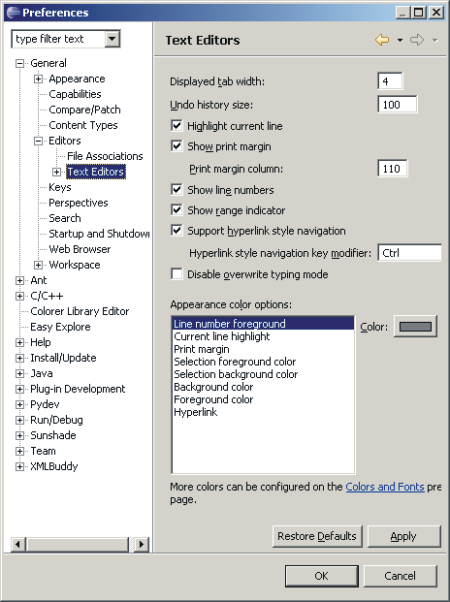 Preferences
type filter text
Text Editors
General
Appearance
Capabilities
Compare/Patch
Content Types
Editors
File Associations
Text Editors
Keys
Perspectives
Search
Startup and Shutdow
Web Browser
Workspace
Ant
C/C++
Colorer Library Editor
Easy Explore
Help
Install/Update
Java
Plug-in Development
Pydev
Run/Debug
Sunshade
Team
XMLBuddy
Displayed tab width: 4
Undo history size: 100
Highlight current line
Show print margin
Print margin column: 110
Show line numbers
Show range indicator
Support hyperlink style navigation
Hyperlink style navigation key modifier: Ctrl
Disable overwrite typing mode
Appearance color options:
Line number foreground
Color:
Current line highlight
Print margin
Selection foreground color
Selection background color
Background color
Foreground color
Hyperlink
More colors can be configured on the Colors and Fonts pre
page.
Restore Defaults Apply
OK Cancel